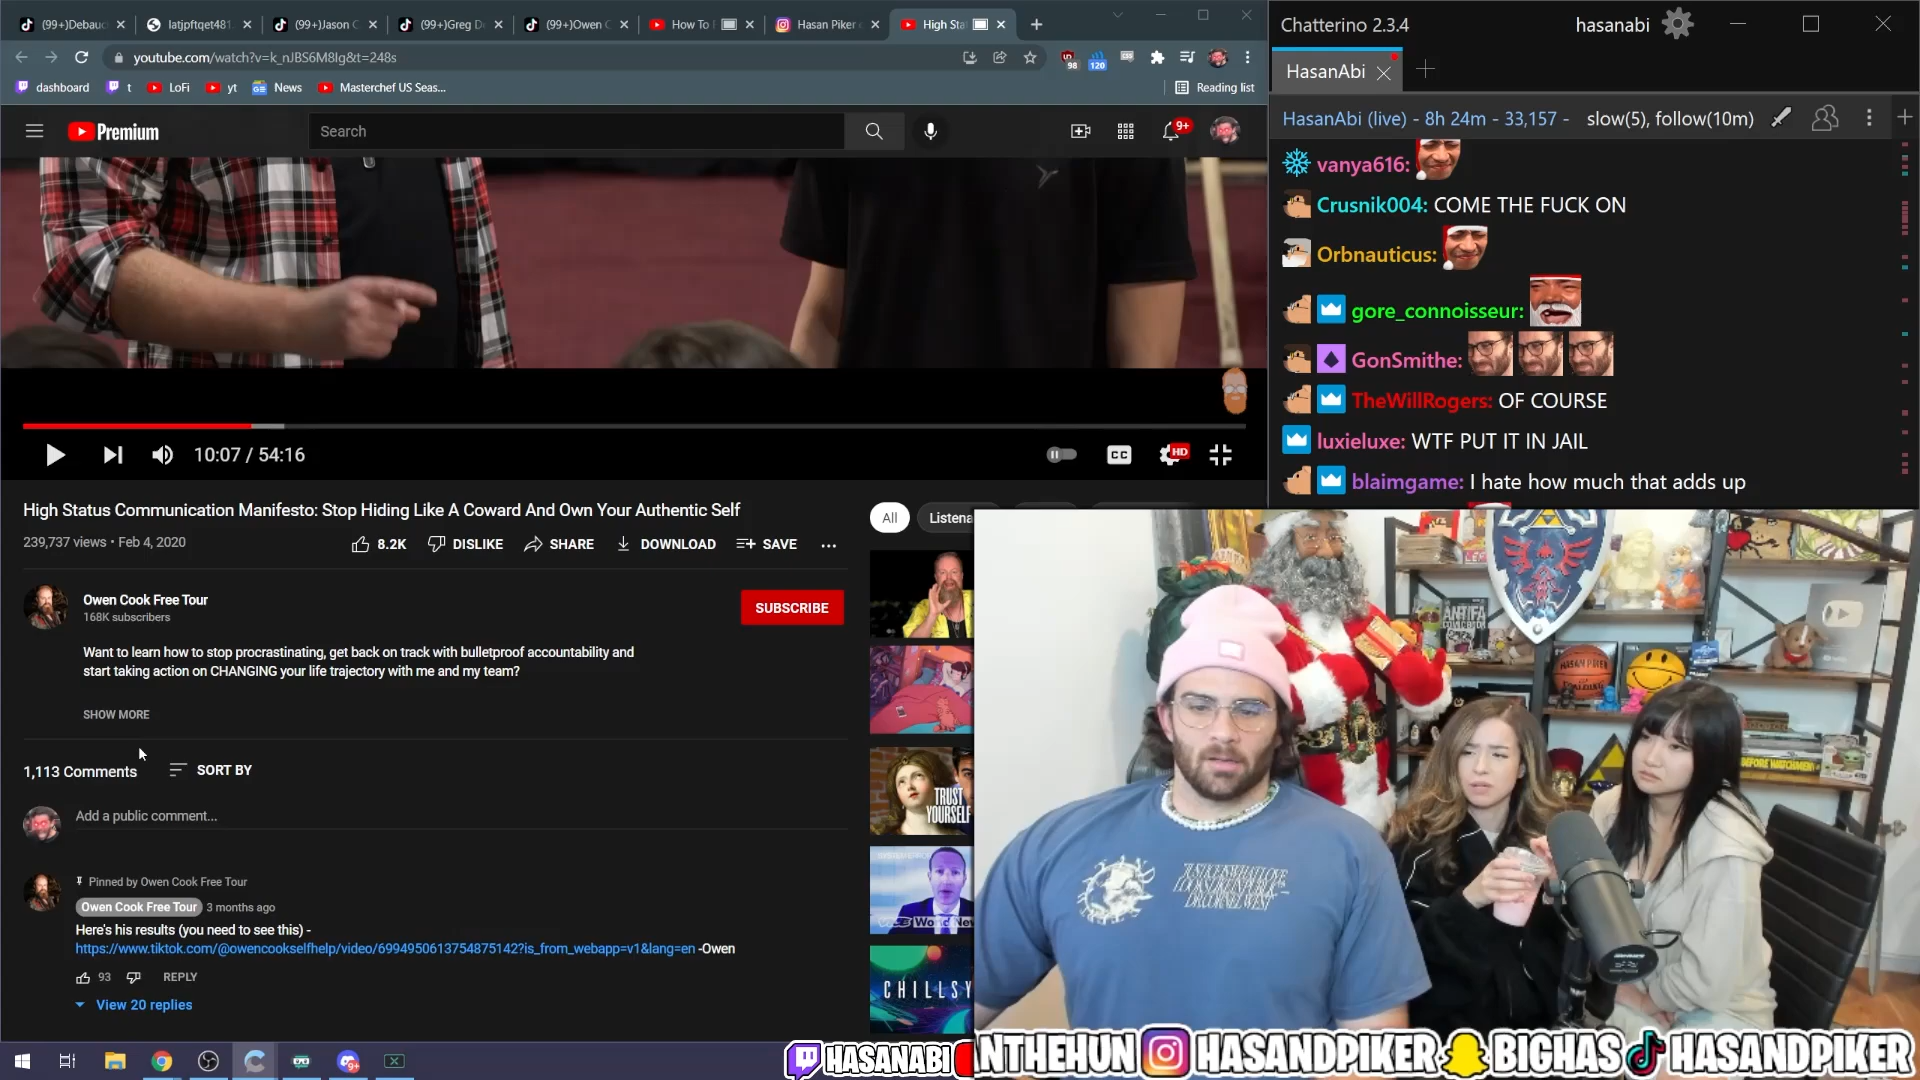 (99+)Debauc
latjpftqet481
(99+)Jason C
(99+)Greg D
(99+)Owen C
How To
Hasan Piker
High Sta
youtube.com/watch?v=k_nJBS6M8Ig&t=248s
98
120
dashboard
t
LoFi
yt
News
Masterchef US Seas...
Reading list
Premium
Search
9+
10:07 / 54:16
CC
HD
High Status Communication Manifesto: Stop Hiding Like A Coward And Own Your Authentic Self
239,737 views • Feb 4, 2020
8.2K
DISLIKE
SHARE
DOWNLOAD
SAVE
All
Listena
Owen Cook Free Tour
168K subscribers
SUBSCRIBE
Want to learn how to stop procrastinating, get back on track with bulletproof accountability and
start taking action on CHANGING your life trajectory with me and my team?
SHOW MORE
1,113 Comments
SORT BY
Add a public comment...
Pinned by Owen Cook Free Tour
Owen Cook Free Tour 3 months ago
Here's his results (you need to see this) -
https://www.tiktok.com/@owencookselfhelp/video/6994950613754875142?is_from_webapp=v1&lang=en -Owen
93
REPLY
View 20 replies
TRUST
YOURSELF
CHILLSY
Chatterino 2.3.4
hasanabi
HasanAbi
HasanAbi (live) - 8h 24m - 33,157 -
slow(5), follow(10m)
vanya616:
Crusnik004: COME THE FUCK ON
Orbnauticus:
gore_connoisseur:
GonSmithe:
TheWillRogers: OF COURSE
luxieluxe: WTF PUT IT IN JAIL
blaimgame: I hate how much that adds up
ANTIFA
HASAN PIKER
SPALDING
HASANABI
ANTHEHUN
HASANDPIKER
BIGHAS
HASANDPIKER